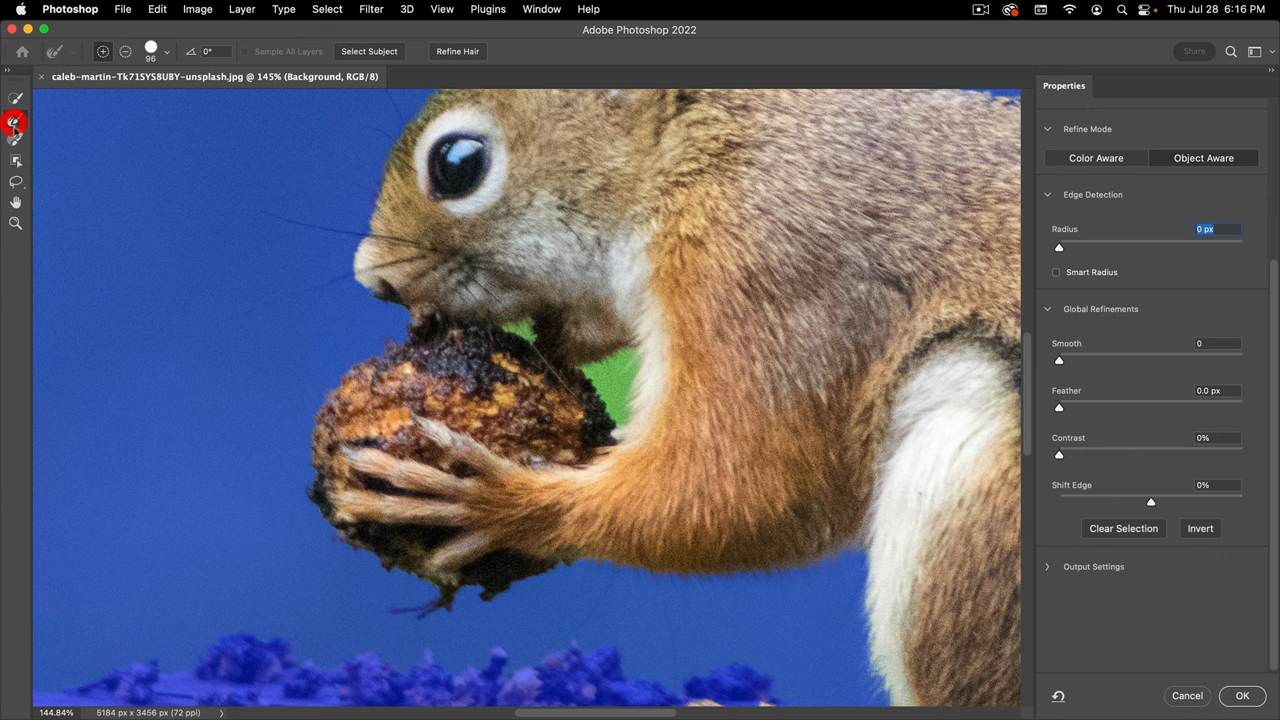 Photoshop File Edit Image Layer Type Select Filter 3D View Plugins Window Help Thu Jul 28 6:16 PM
Adobe Photoshop 2022
96 0° Sample All Layers Select Subject Refine Hair Share
caleb-martin-Tk71SYS8UBY-unsplash.jpg @ 145% (Background, RGB/8)
Properties
Refine Mode
Color Aware Object Aware
Edge Detection
Radius 0 px
Smart Radius
Global Refinements
Smooth 0
Feather 0.0 px
Contrast 0%
Shift Edge 0%
Clear Selection Invert
Output Settings
Cancel OK
144.84% 5184 px x 3456 px (72 ppi)